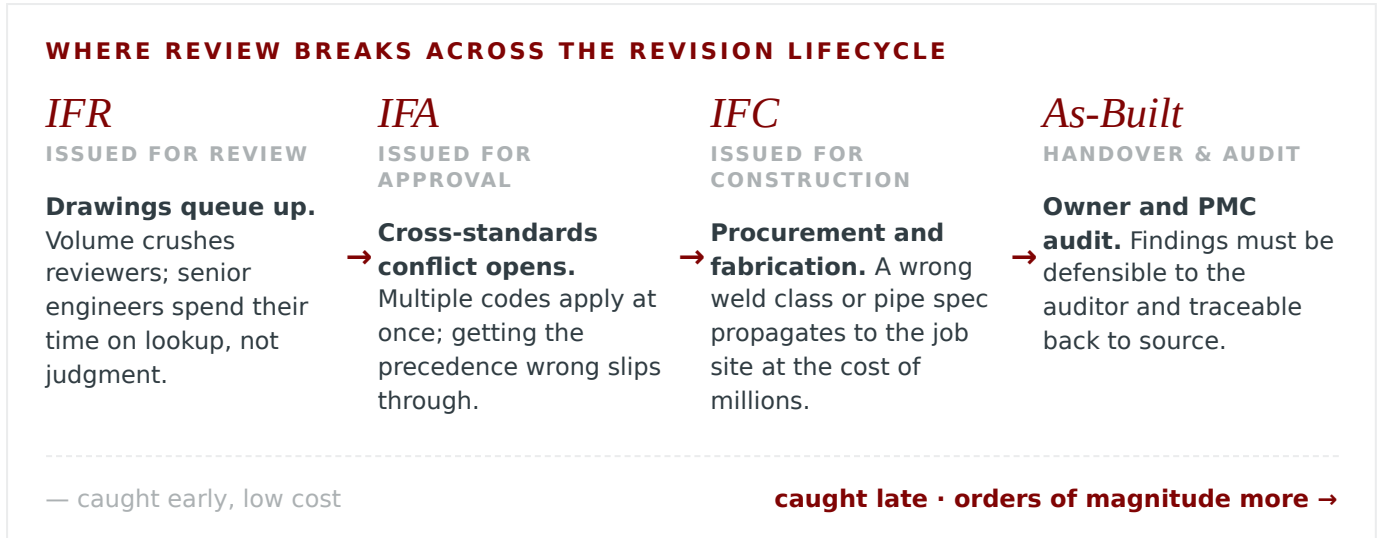 WHERE REVIEW BREAKS ACROSS THE REVISION LIFECYCLE
IFR
ISSUED FOR REVIEW
Drawings queue up.
Volume crushes
reviewers; senior
engineers spend their
time on lookup, not
judgment.
→
IFA
ISSUED FOR
APPROVAL
Cross-standards
conflict opens.
Multiple codes apply at
once; getting the
precedence wrong slips
through.
→
IFC
ISSUED FOR
CONSTRUCTION
Procurement and
fabrication. A wrong
weld class or pipe spec
propagates to the job
site at the cost of
millions.
→
As-Built
HANDOVER & AUDIT
Owner and PMC
audit. Findings must be
defensible to the
auditor and traceable
back to source.
— caught early, low cost
caught late · orders of magnitude more →